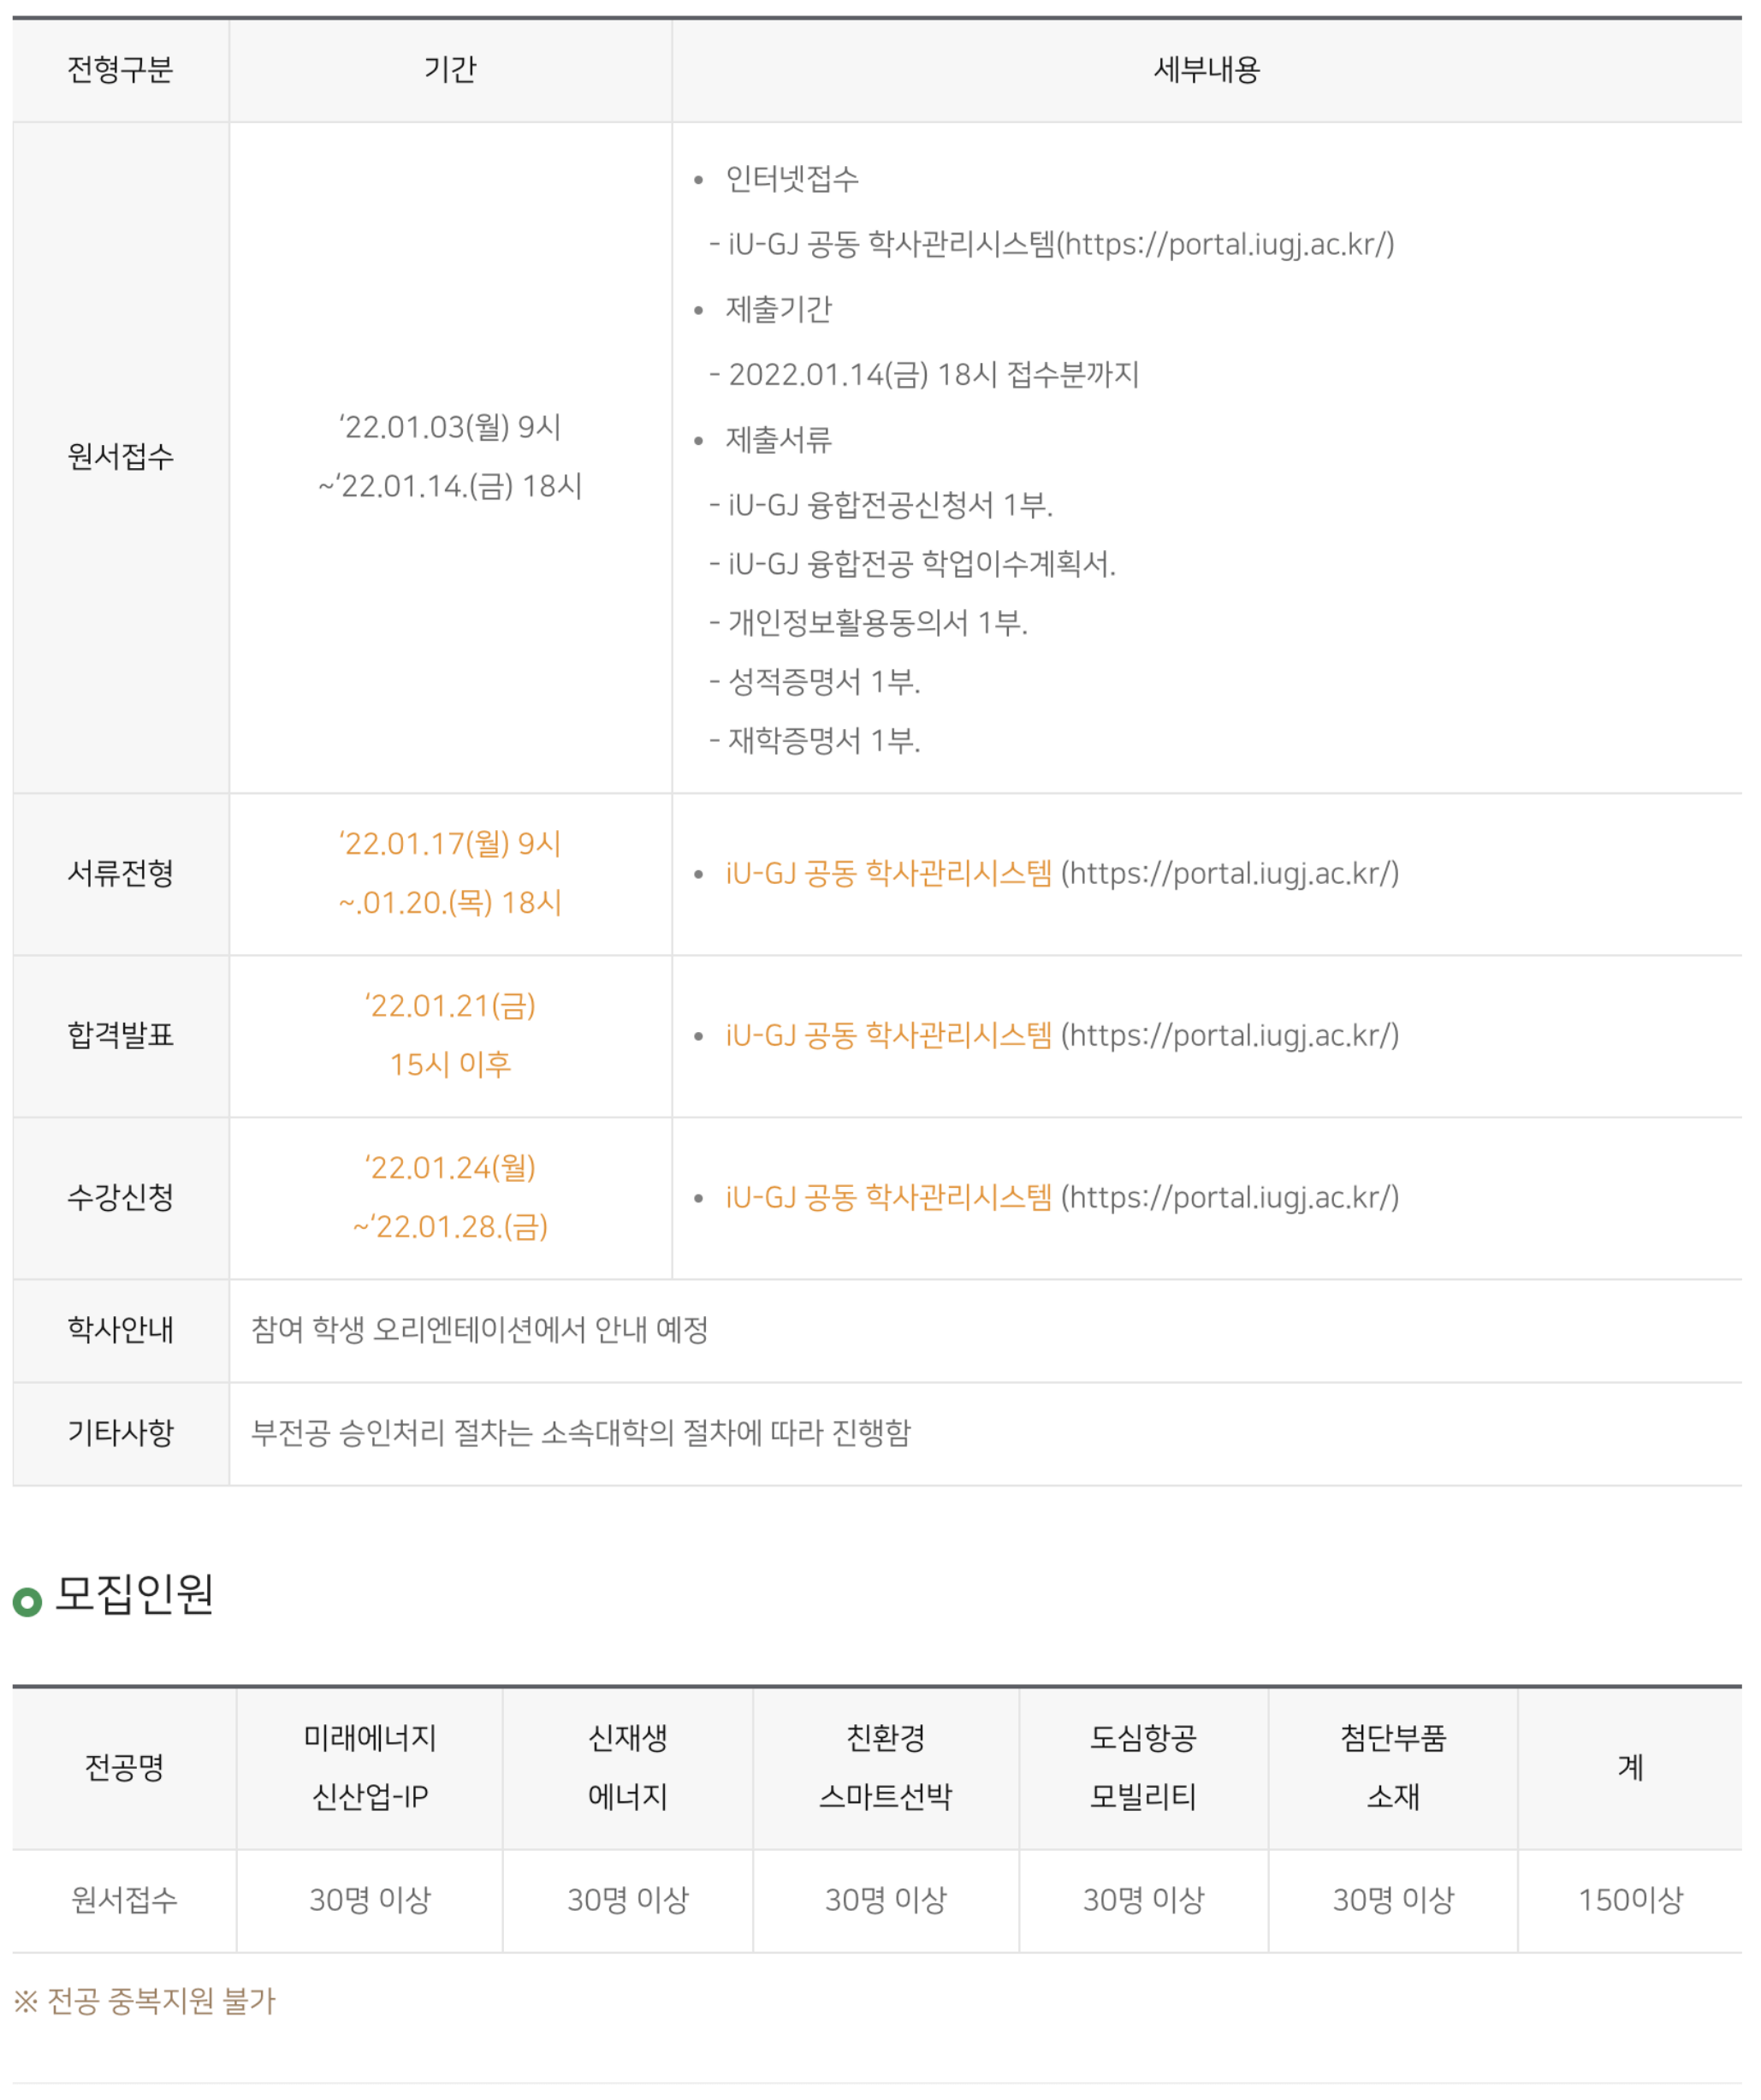 전형구분 기간 세부내용
원서접수
‘22.01.03(월) 9시
~‘22.01.14.(금) 18시
• 인터넷접수
- iU-GJ 공동 학사관리시스템(https://portal.iugj.ac.kr/)
• 제출기간
- 2022.01.14(금) 18시 접수분까지
• 제출서류
- iU-GJ 융합전공신청서 1부.
- iU-GJ 융합전공 학업이수계획서.
- 개인정보활용동의서 1부.
- 성적증명서 1부.
- 재학증명서 1부.
서류전형
‘22.01.17(월) 9시
~.01.20.(목) 18시
• iU-GJ 공동 학사관리시스템 (https://portal.iugj.ac.kr/)
합격발표
‘22.01.21(금)
15시 이후
• iU-GJ 공동 학사관리시스템 (https://portal.iugj.ac.kr/)
수강신청
‘22.01.24(월)
~‘22.01.28.(금)
• iU-GJ 공동 학사관리시스템 (https://portal.iugj.ac.kr/)
학사안내 참여 학생 오리엔테이션에서 안내 예정
기타사항 부전공 승인처리 절차는 소속대학의 절차에 따라 진행함
모집인원
전공명
미래에너지
신산업-IP
신재생
에너지
친환경
스마트선박
도심항공
모빌리티
첨단부품
소재
계
원서접수 30명 이상 30명 이상 30명 이상 30명 이상 30명 이상 150이상
※ 전공 중복지원 불가